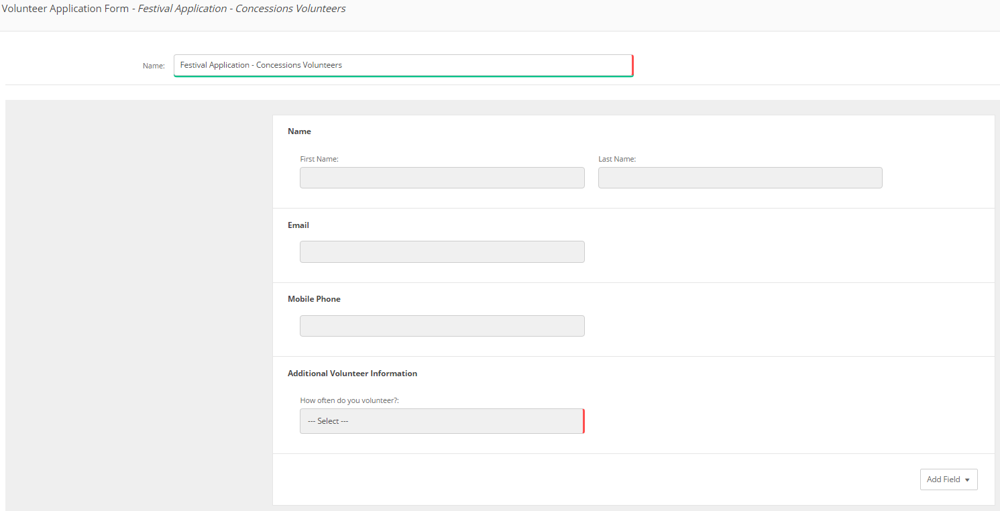 Volunteer Application Form - Festival Application - Concessions Volunteers
Name: Festival Application - Concessions Volunteers
Name
First Name: Last Name:
Email
Mobile Phone
Additional Volunteer Information
How often do you volunteer?:
--- Select ---
Add Field